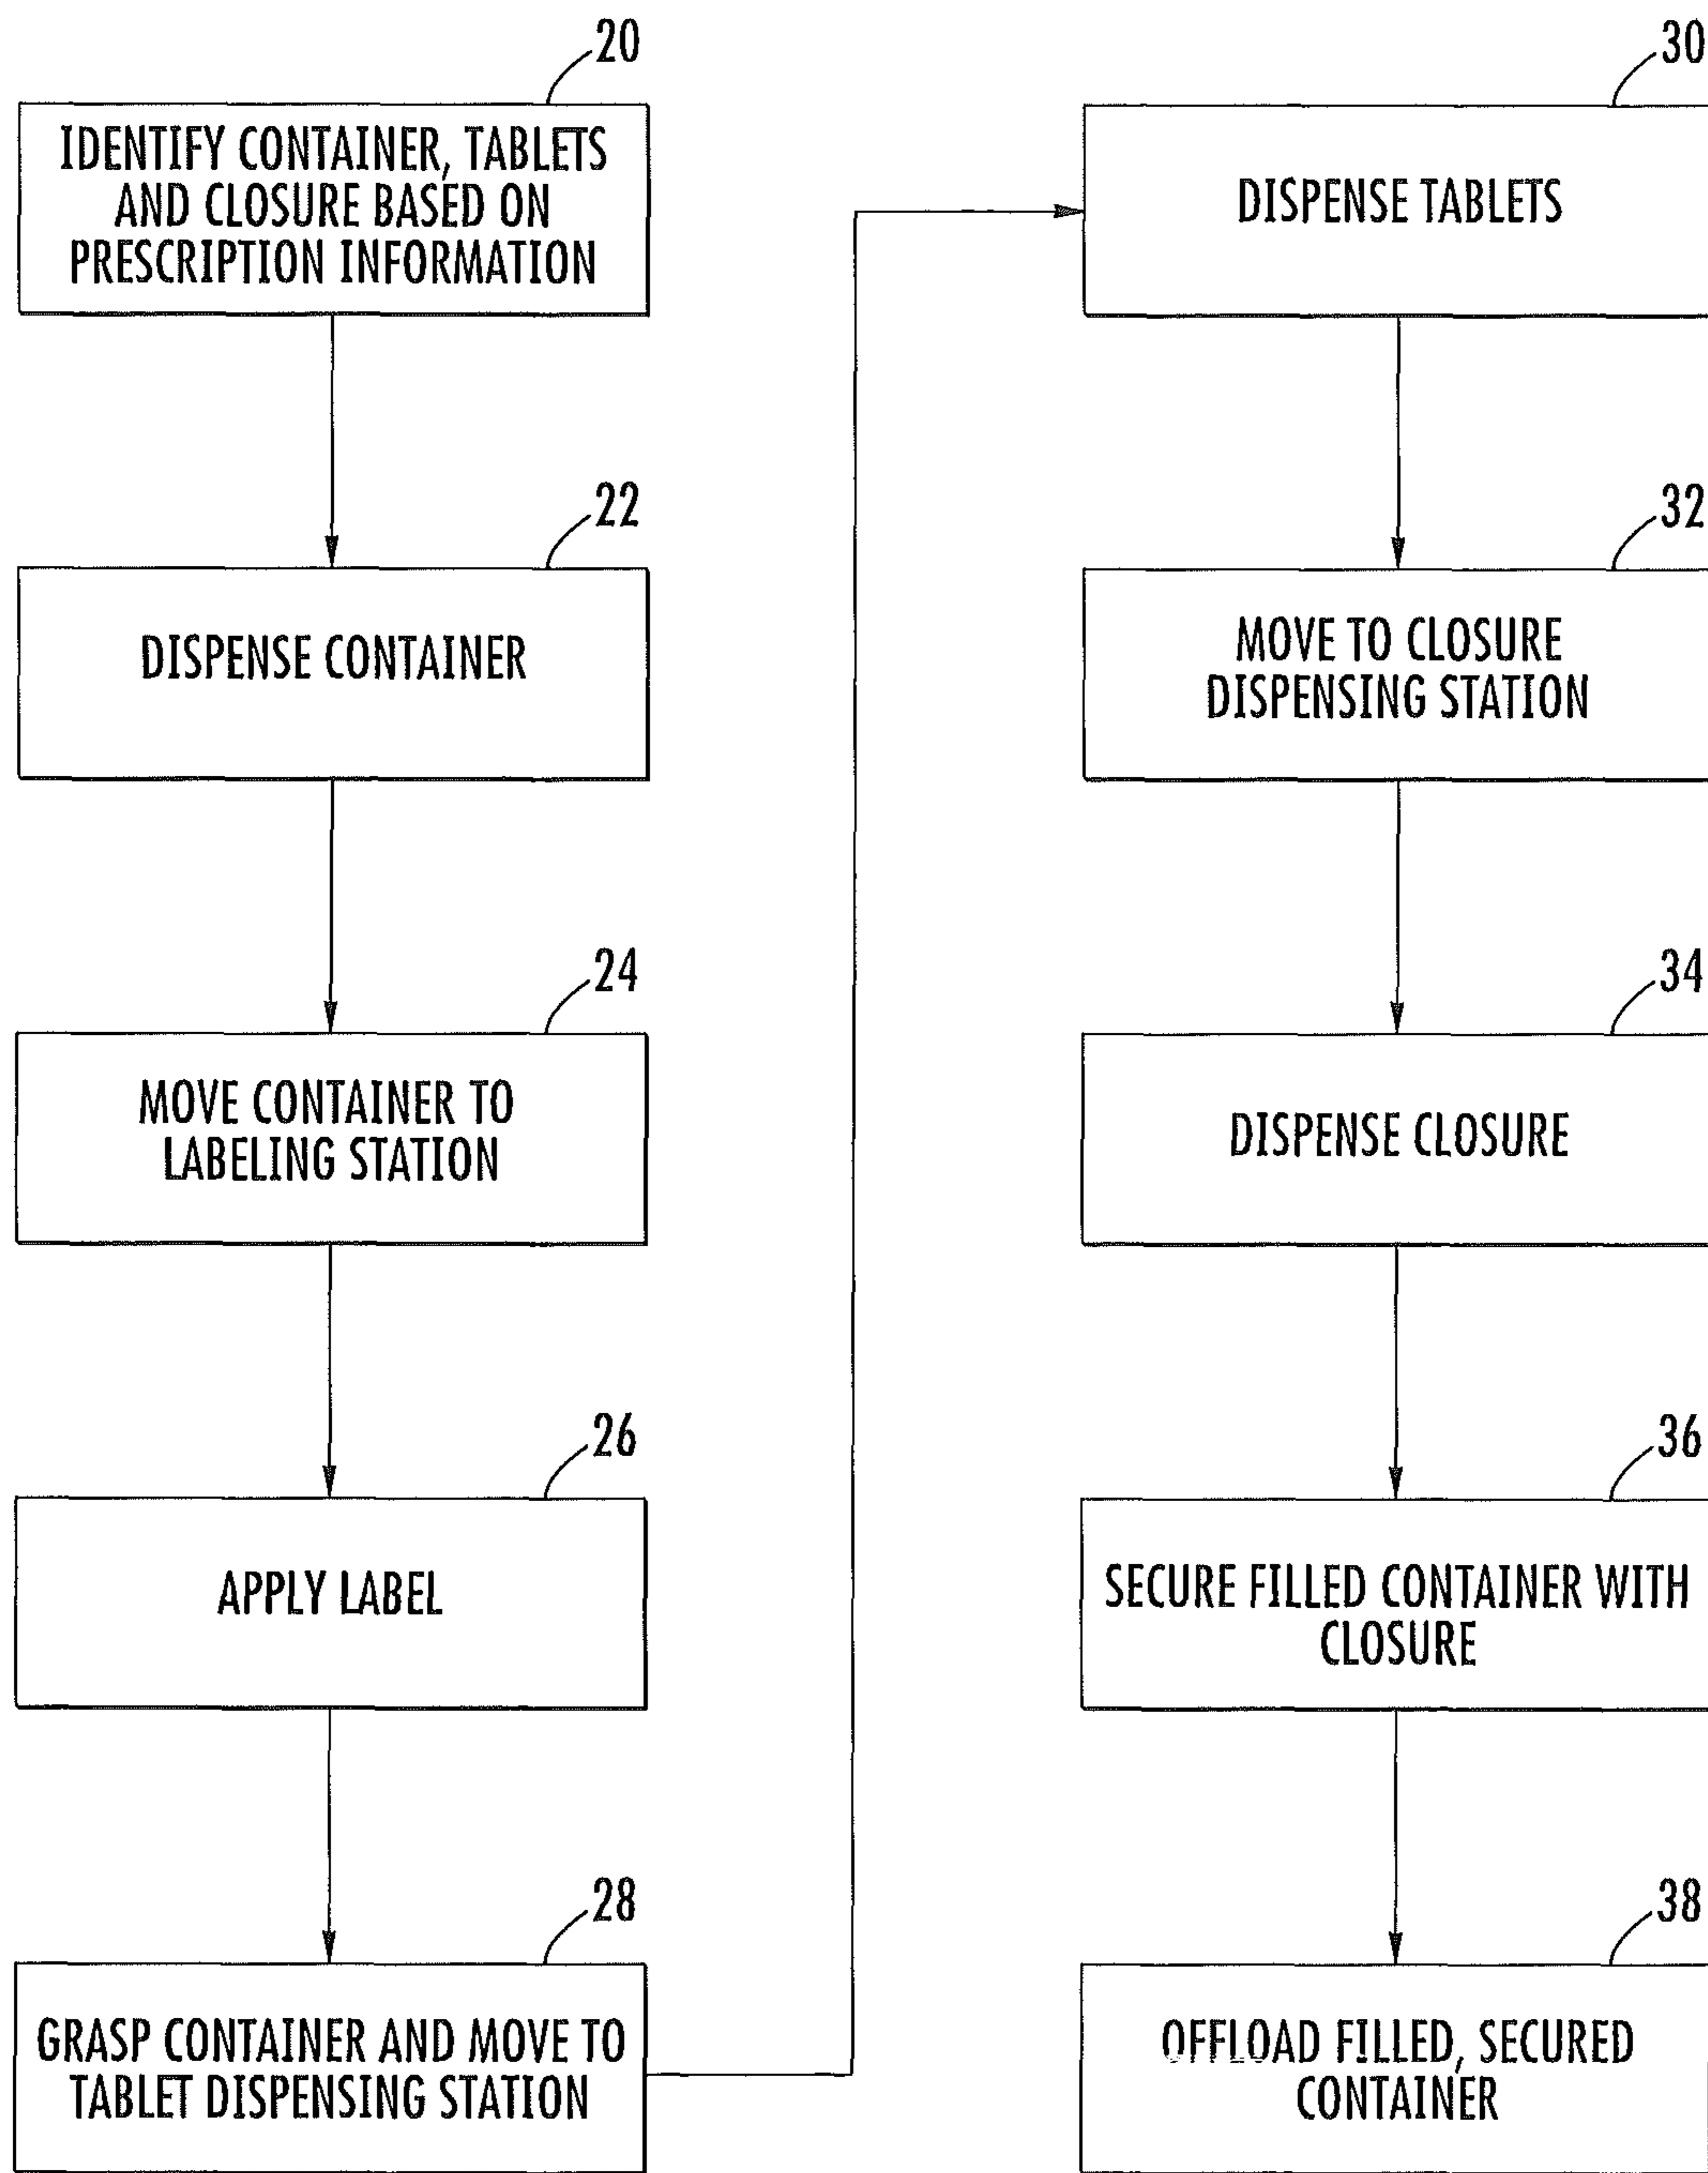 20
IDENTIFY CONTAINER, TABLETS
AND CLOSURE BASED ON
PRESCRIPTION INFORMATION
22
DISPENSE CONTAINER
24
MOVE CONTAINER TO
LABELING STATION
26
APPLY LABEL
28
GRASP CONTAINER AND MOVE TO
TABLET DISPENSING STATION
30
DISPENSE TABLETS
32
MOVE TO CLOSURE
DISPENSING STATION
34
DISPENSE CLOSURE
36
SECURE FILLED CONTAINER WITH
CLOSURE
38
OFFLOAD FILLED, SECURED
CONTAINER